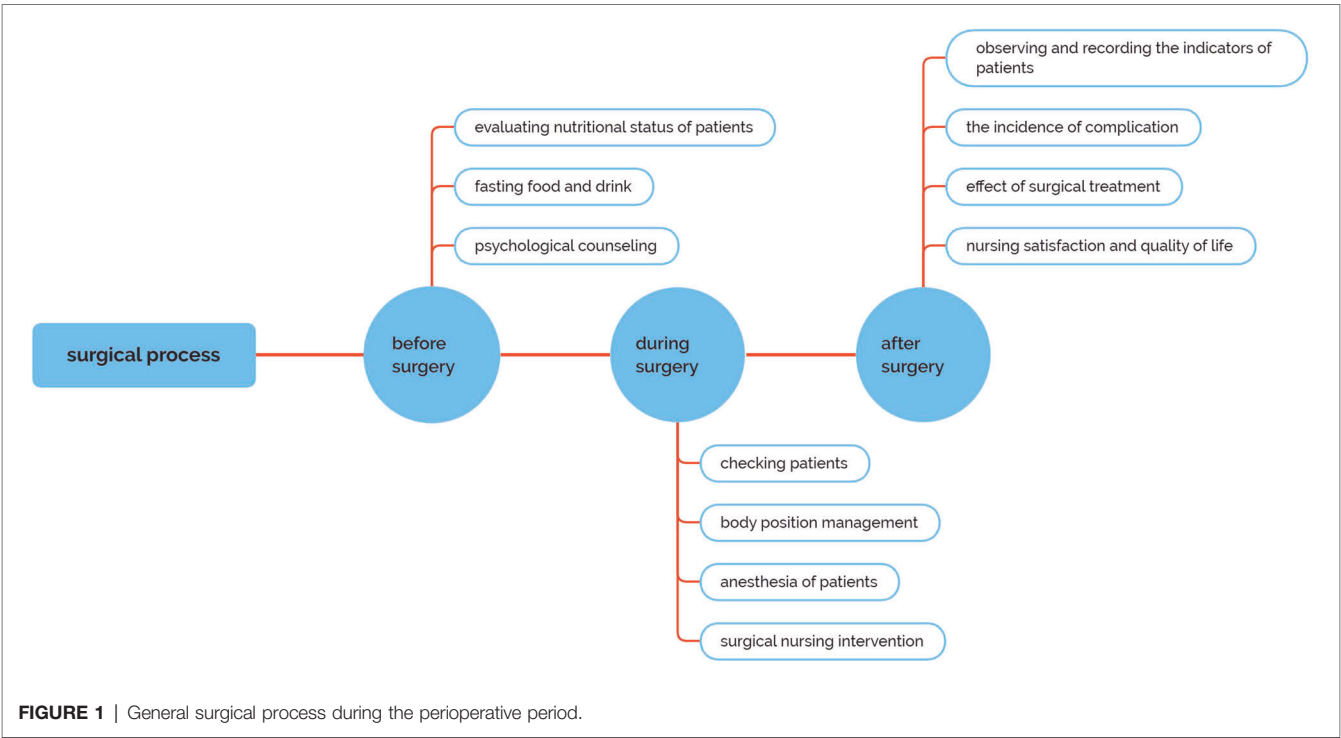 observing and recording the indicators of
patients
evaluating nutritional status of patients
the incidence of complication
fasting food and drink
effect of surgical treatment
psychological counseling
nursing satisfaction and quality of life
surgical process
before
surgery
during
surgery
after
surgery
checking patients
body position management
anesthesia of patients
surgical nursing intervention
FIGURE 1 | General surgical process during the perioperative period.